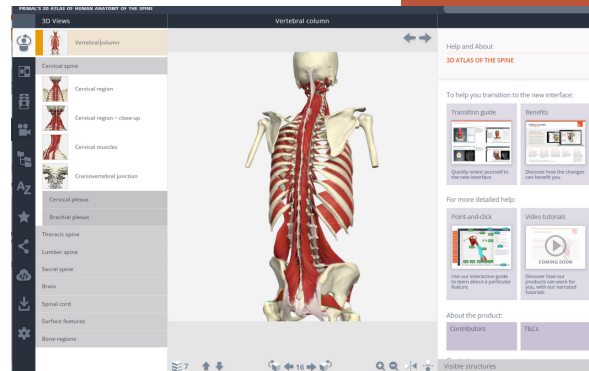 PRIMAL'S 3D ATLAS OF HUMAN ANATOMY OF THE SPINE
3D Views
Vertebral column
Vertebral column
Cervical spine
Cervical region
Cervical region – close-up
Cervical muscles
Craniovertebral junction
Cervical plexus
Brachial plexus
Thoracic spine
Lumbar spine
Sacral spine
Brain
Spinal cord
Surface features
Bone regions
AZ
7
16
Help and About
3D ATLAS OF THE SPINE
To help you transition to the new interface:
Transition guide
Quickly orient yourself to
the new interface
Benefits
Discover how the changes
can benefit you
For more detailed help:
Point-and-click
Use our interactive guide
to learn about a particular
feature
Video tutorials
COMING SOON
Discover how our
products can work for
you, with narrated
tutorials
About the product:
Contributors
T&Cs
Visible structures